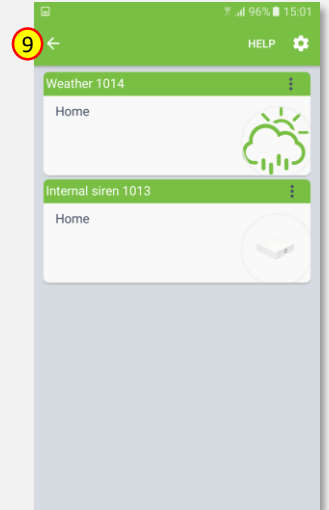 96% 15:01
9 HELP
Weather 1014
Home
Internal siren 1013
Home